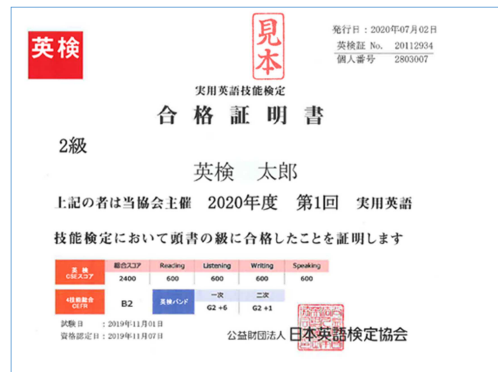 英検
見本
発行日：2020年07月02日
英検証 No. 20112934
個人番号 2803007
実用英語技能検定
合格証明書
2級
英検 太郎
上記の者は当協会主催 2020年度 第1回 実用英語
技能検定において頭書の級に合格したことを証明します
英検 CSEスコア 総合スコア Reading Listening Writing Speaking
2400 600 600 600 600
4技能総合 CEFR B2 英検バンド 一次 二次
G2 +6 G2 +1
試験日 ：2019年11月01日
資格認定日：2019年11月07日
公益財団法人 日本英語検定協会